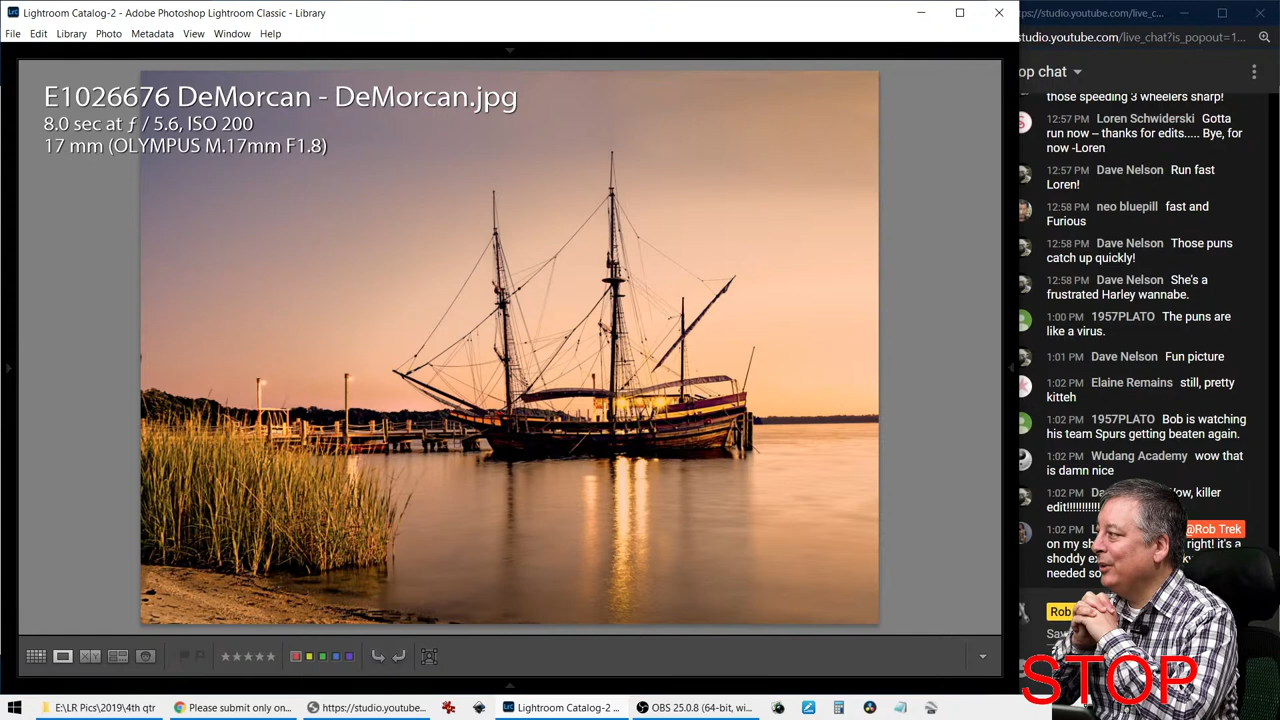 Lightroom Catalog-2 - Adobe Photoshop Lightroom Classic - Library
File Edit Library Photo Metadata View Window Help
E1026676 DeMorcan - DeMorcan.jpg
8.0 sec at ƒ / 5.6, ISO 200
17 mm (OLYMPUS M.17mm F1.8)
ttps://studio.youtube.com/live_c...
studio.youtube.com/live_chat?is_popout=1...
op chat
those speeding 3 wheelers sharp!
12:57 PM Loren Schwiderski Gotta
run now – thanks for edits..... Bye, for
now -Loren
12:57 PM Dave Nelson Run fast
Loren!
12:58 PM neo bluepill fast and
Furious
12:58 PM Dave Nelson Those puns
catch up quickly!
12:58 PM Dave Nelson She's a
frustrated Harley wannabe.
1:00 PM 1957PLATO The puns are
like a virus.
1:01 PM Dave Nelson Fun picture
1:02 PM Elaine Remains still, pretty
kitteh
1:02 PM 1957PLATO Bob is watching
his team Spurs getting beaten again.
1:02 PM Wudang Academy wow that
is damn nice
1:02 PM killer
edit!!!!!!!!!!
1:02 PM @Rob Trek
on my right! it's a
shoddy
needed
Rob
STOP
E:\LR Pics\2019\4th qtr
Please submit only on...
https://studio.youtube...
Lightroom Catalog-2 ...
OBS 25.0.8 (64-bit, wi...